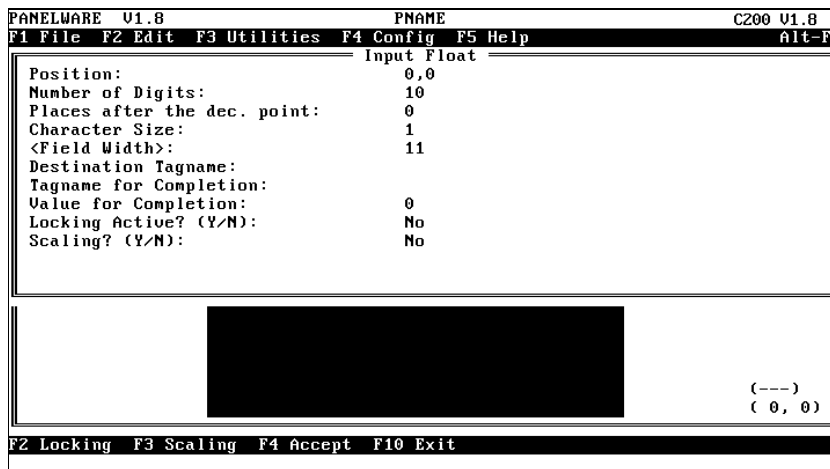 PANELWARE V1.8 PNAME C200 V1.8
F1 File F2 Edit F3 Utilities F4 Config F5 Help Alt-F
Input Float
Position: 0,0
Number of Digits: 10
Places after the dec. point: 0
Character Size: 1
<Field Width>: 11
Destination Tagname:
Tagname for Completion:
Value for Completion: 0
Locking Active? (Y/N): No
Scaling? (Y/N): No
(---)
( 0, 0)
F2 Locking F3 Scaling F4 Accept F10 Exit